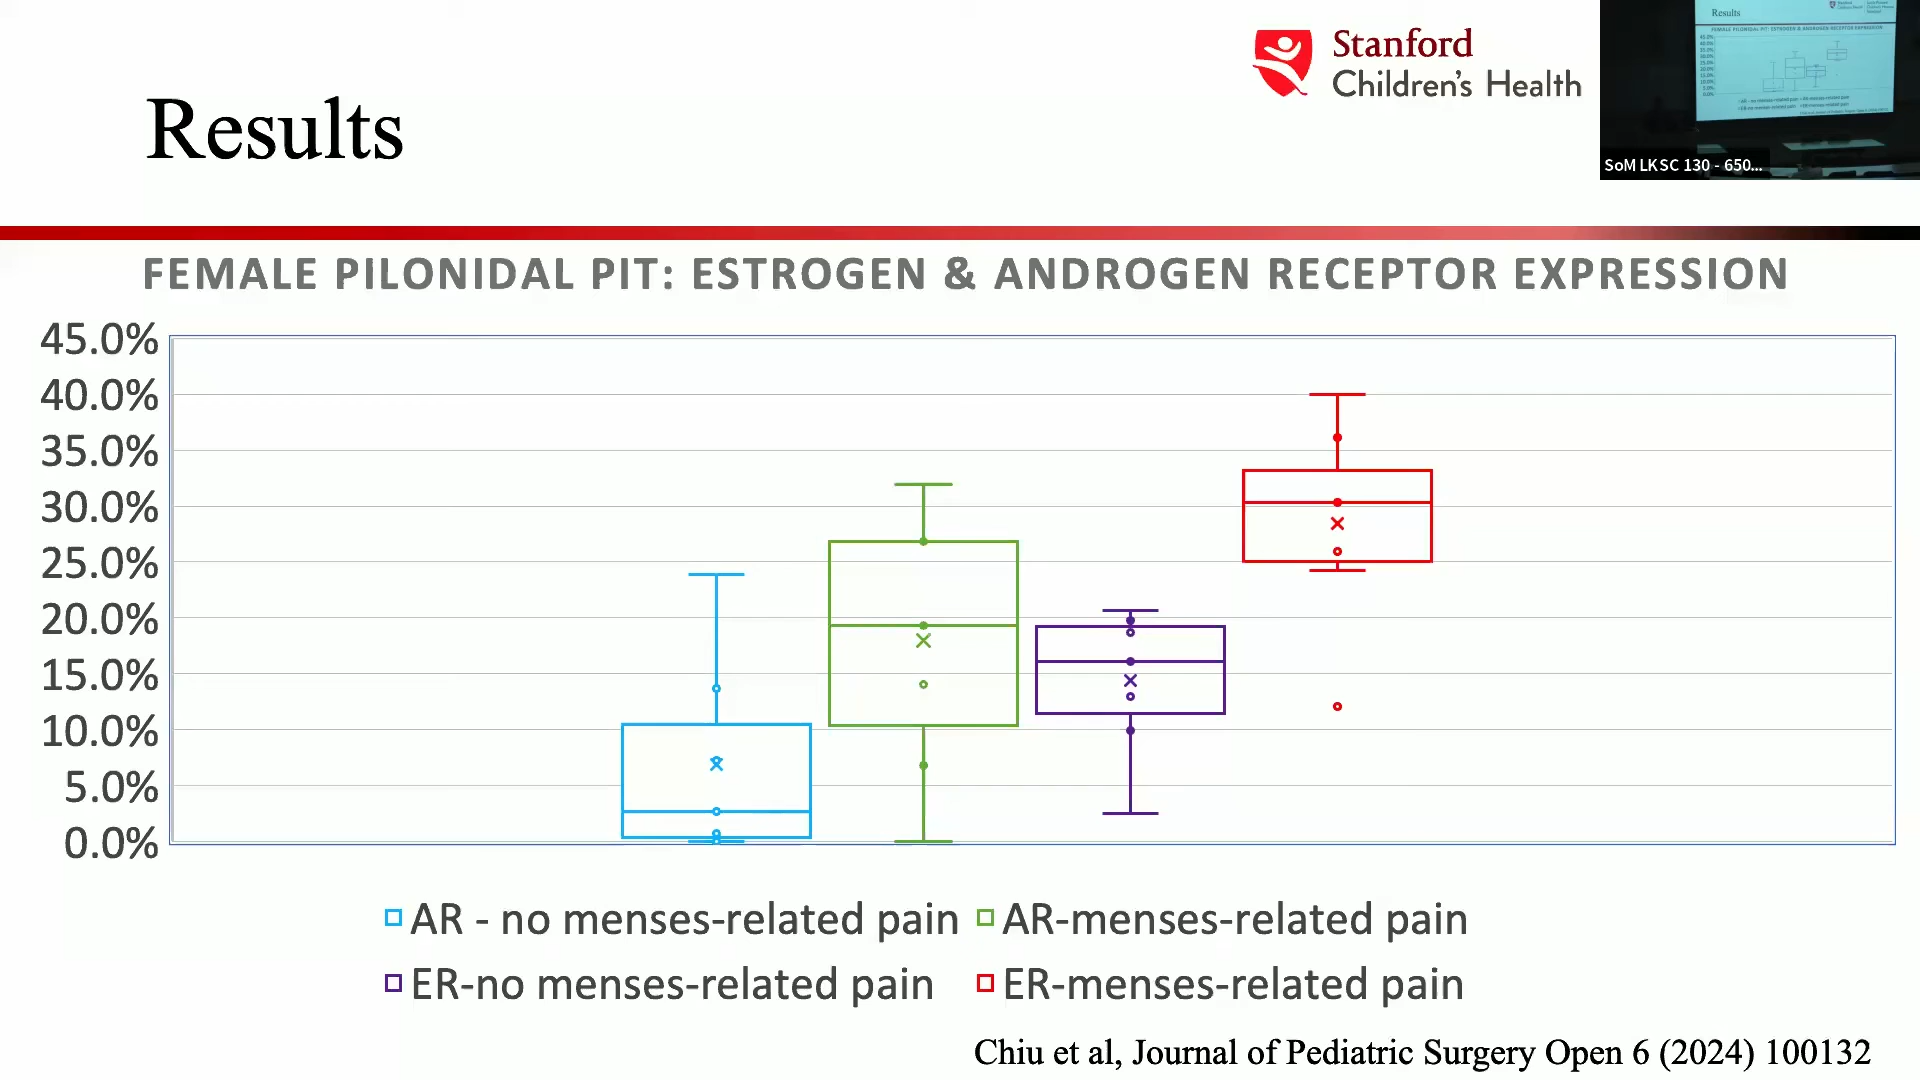 Stanford
Children's Health
Results
Results
SoM LKSC 130 - 650...
FEMALE PILONIDAL PIT: ESTROGEN & ANDROGEN RECEPTOR EXPRESSION
45.0%
40.0%
35.0%
30.0%
25.0%
20.0%
15.0%
10.0%
5.0%
0.0%
AR - no menses-related pain AR-menses-related pain
ER-no menses-related pain ER-menses-related pain
Chiu et al, Journal of Pediatric Surgery Open 6 (2024) 100132